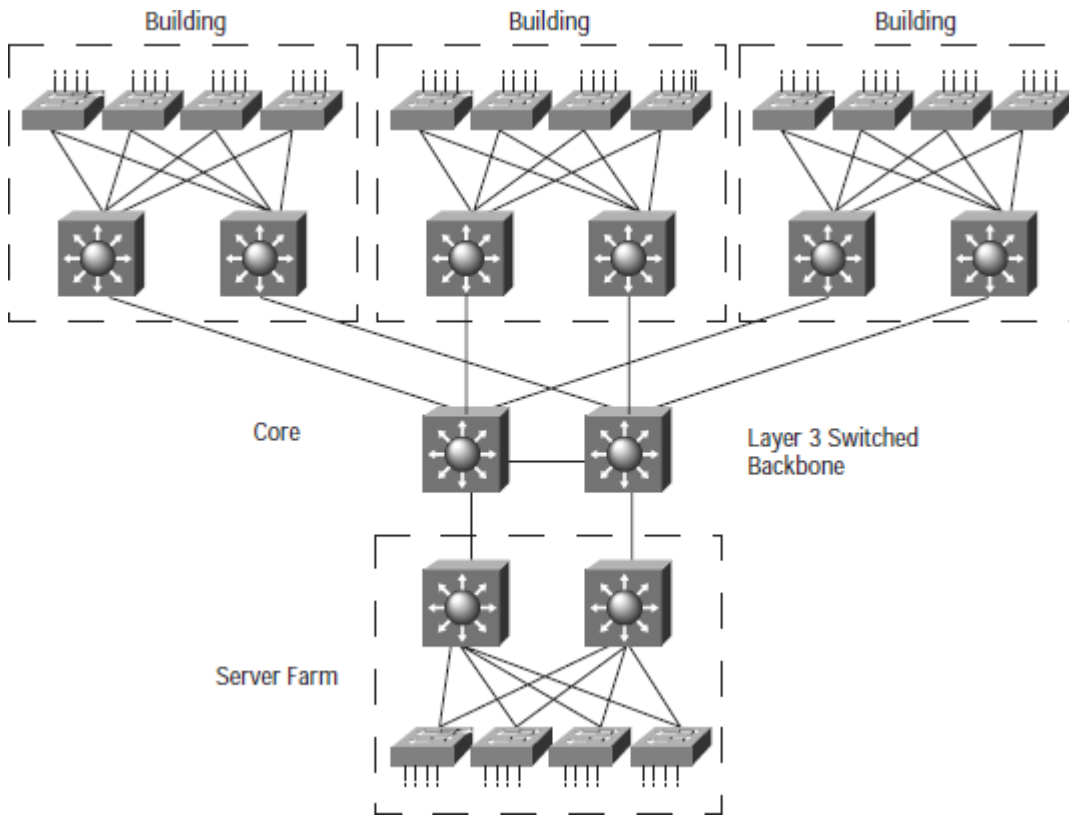 Building
Building
Building
Core
Layer 3 Switched
Backbone
Server Farm